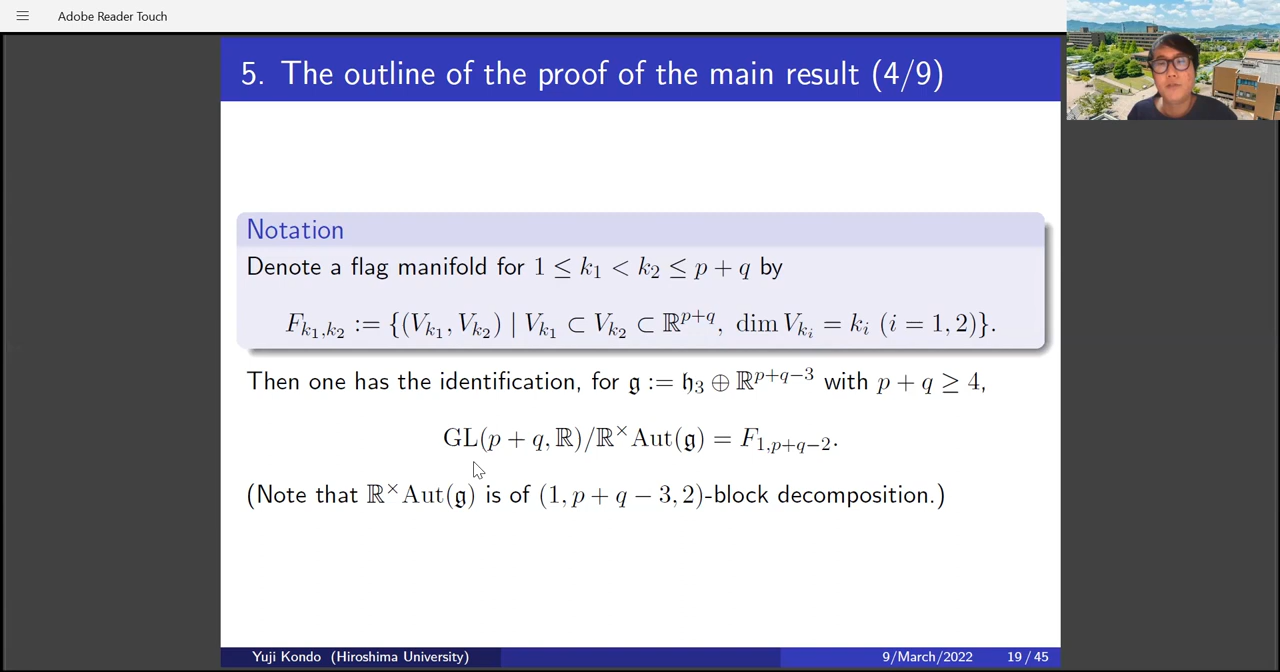 Adobe Reader Touch
5. The outline of the proof of the main result (4/9)
Notation
Denote a flag manifold for 1 ≤ k₁ < k₂ ≤ p + q by
F_{k₁,k₂} := {(V_{k₁}, V_{k₂}) | V_{k₁} ⊂ V_{k₂} ⊂ ℝ^{p+q}, dim V_{kᵢ} = kᵢ (i = 1, 2)}.
Then one has the identification, for 𝔤 := 𝔥₃ ⊕ ℝ^{p+q−3} with p + q ≥ 4,
GL(p + q, ℝ)/ℝ^×Aut(𝔤) = F_{1,p+q−2}.
(Note that ℝ^×Aut(𝔤) is of (1, p + q − 3, 2)-block decomposition.)
Yuji Kondo (Hiroshima University) 9/March/2022 19 / 45